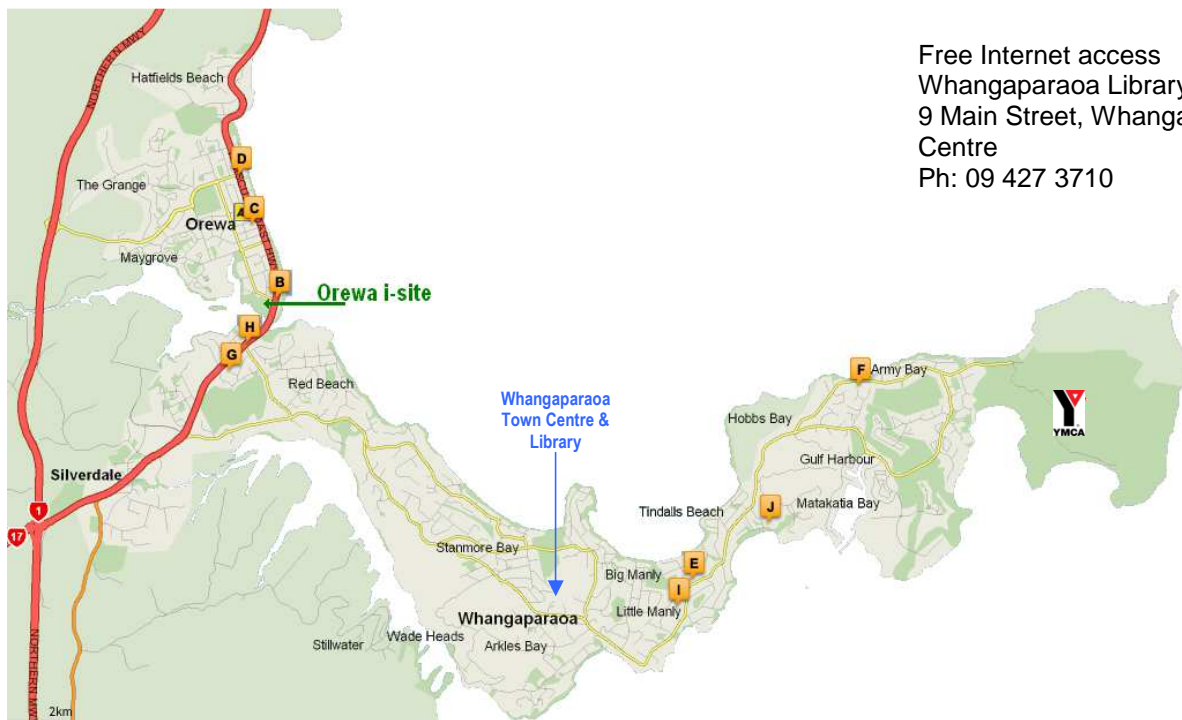 Free Internet access
Whangaparaoa Library
9 Main Street, Whanga
Centre
Ph: 09 427 3710
NORTHERN MWY
Hatfields Beach
D
The Grange
C
Orewa
Maygrove
B
Orewa i-site
H
G
Red Beach
F
Army Bay
YMCA
Whangaparaoa
Town Centre &
Library
Hobbs Bay
Gulf Harbour
Silverdale
Matakatia Bay
J
Tindalls Beach
1
17
Stanmore Bay
E
Big Manly
I
Little Manly
Whangaparaoa
Wade Heads
Arkles Bay
Stillwater
NORTHERN MW
2km